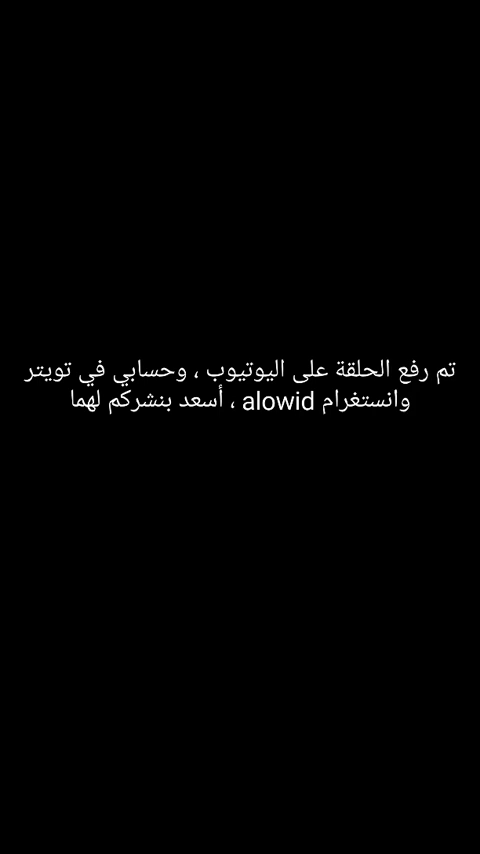 تم رفع الحلقة على اليوتيوب ، وحسابي في تويتر
وانستغرام alowid ، أسعد بنشركم لهما